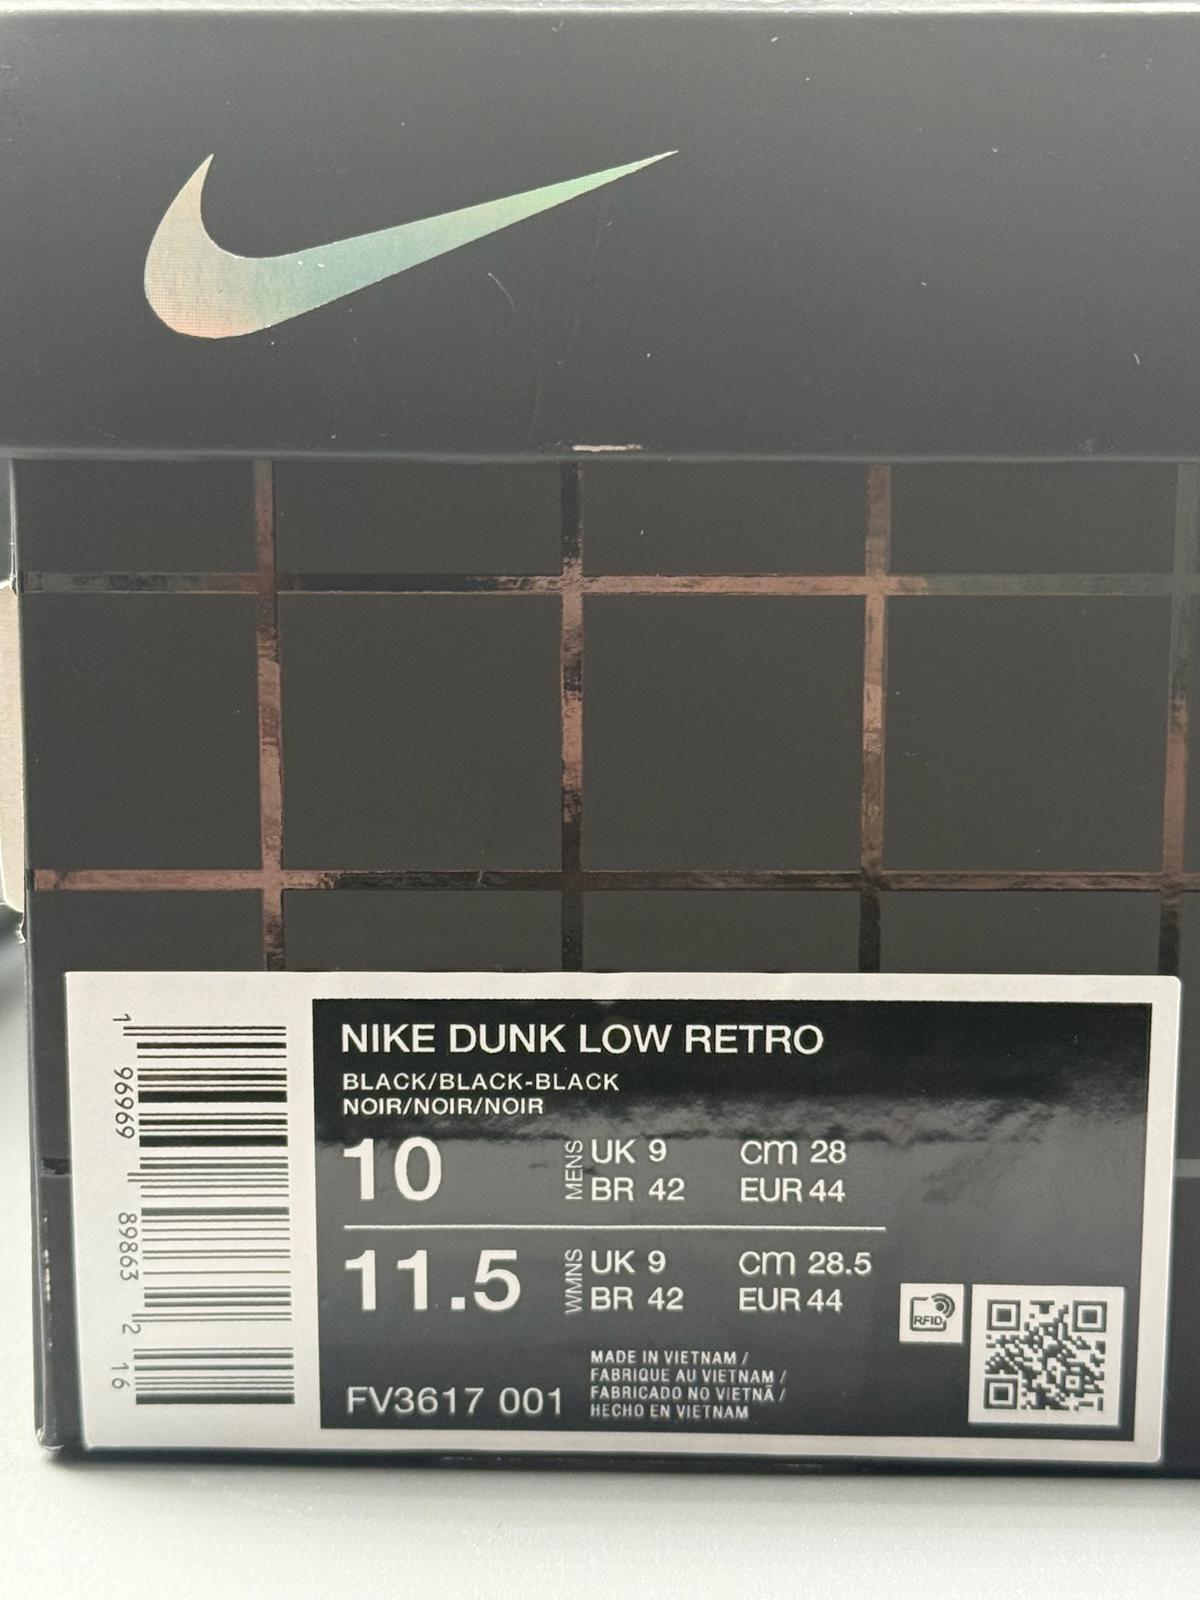 NIKE DUNK LOW RETRO
BLACK/BLACK-BLACK
NOIR/NOIR/NOIR
10 MENS UK 9 cm 28
BR 42 EUR 44
11.5 WMNS UK 9 cm 28.5
BR 42 EUR 44
RFID
MADE IN VIETNAM /
FABRIQUE AU VIETNAM /
FABRICADO NO VIETNÃ /
HECHO EN VIETNAM
FV3617 001
1 96969 89863 2 16